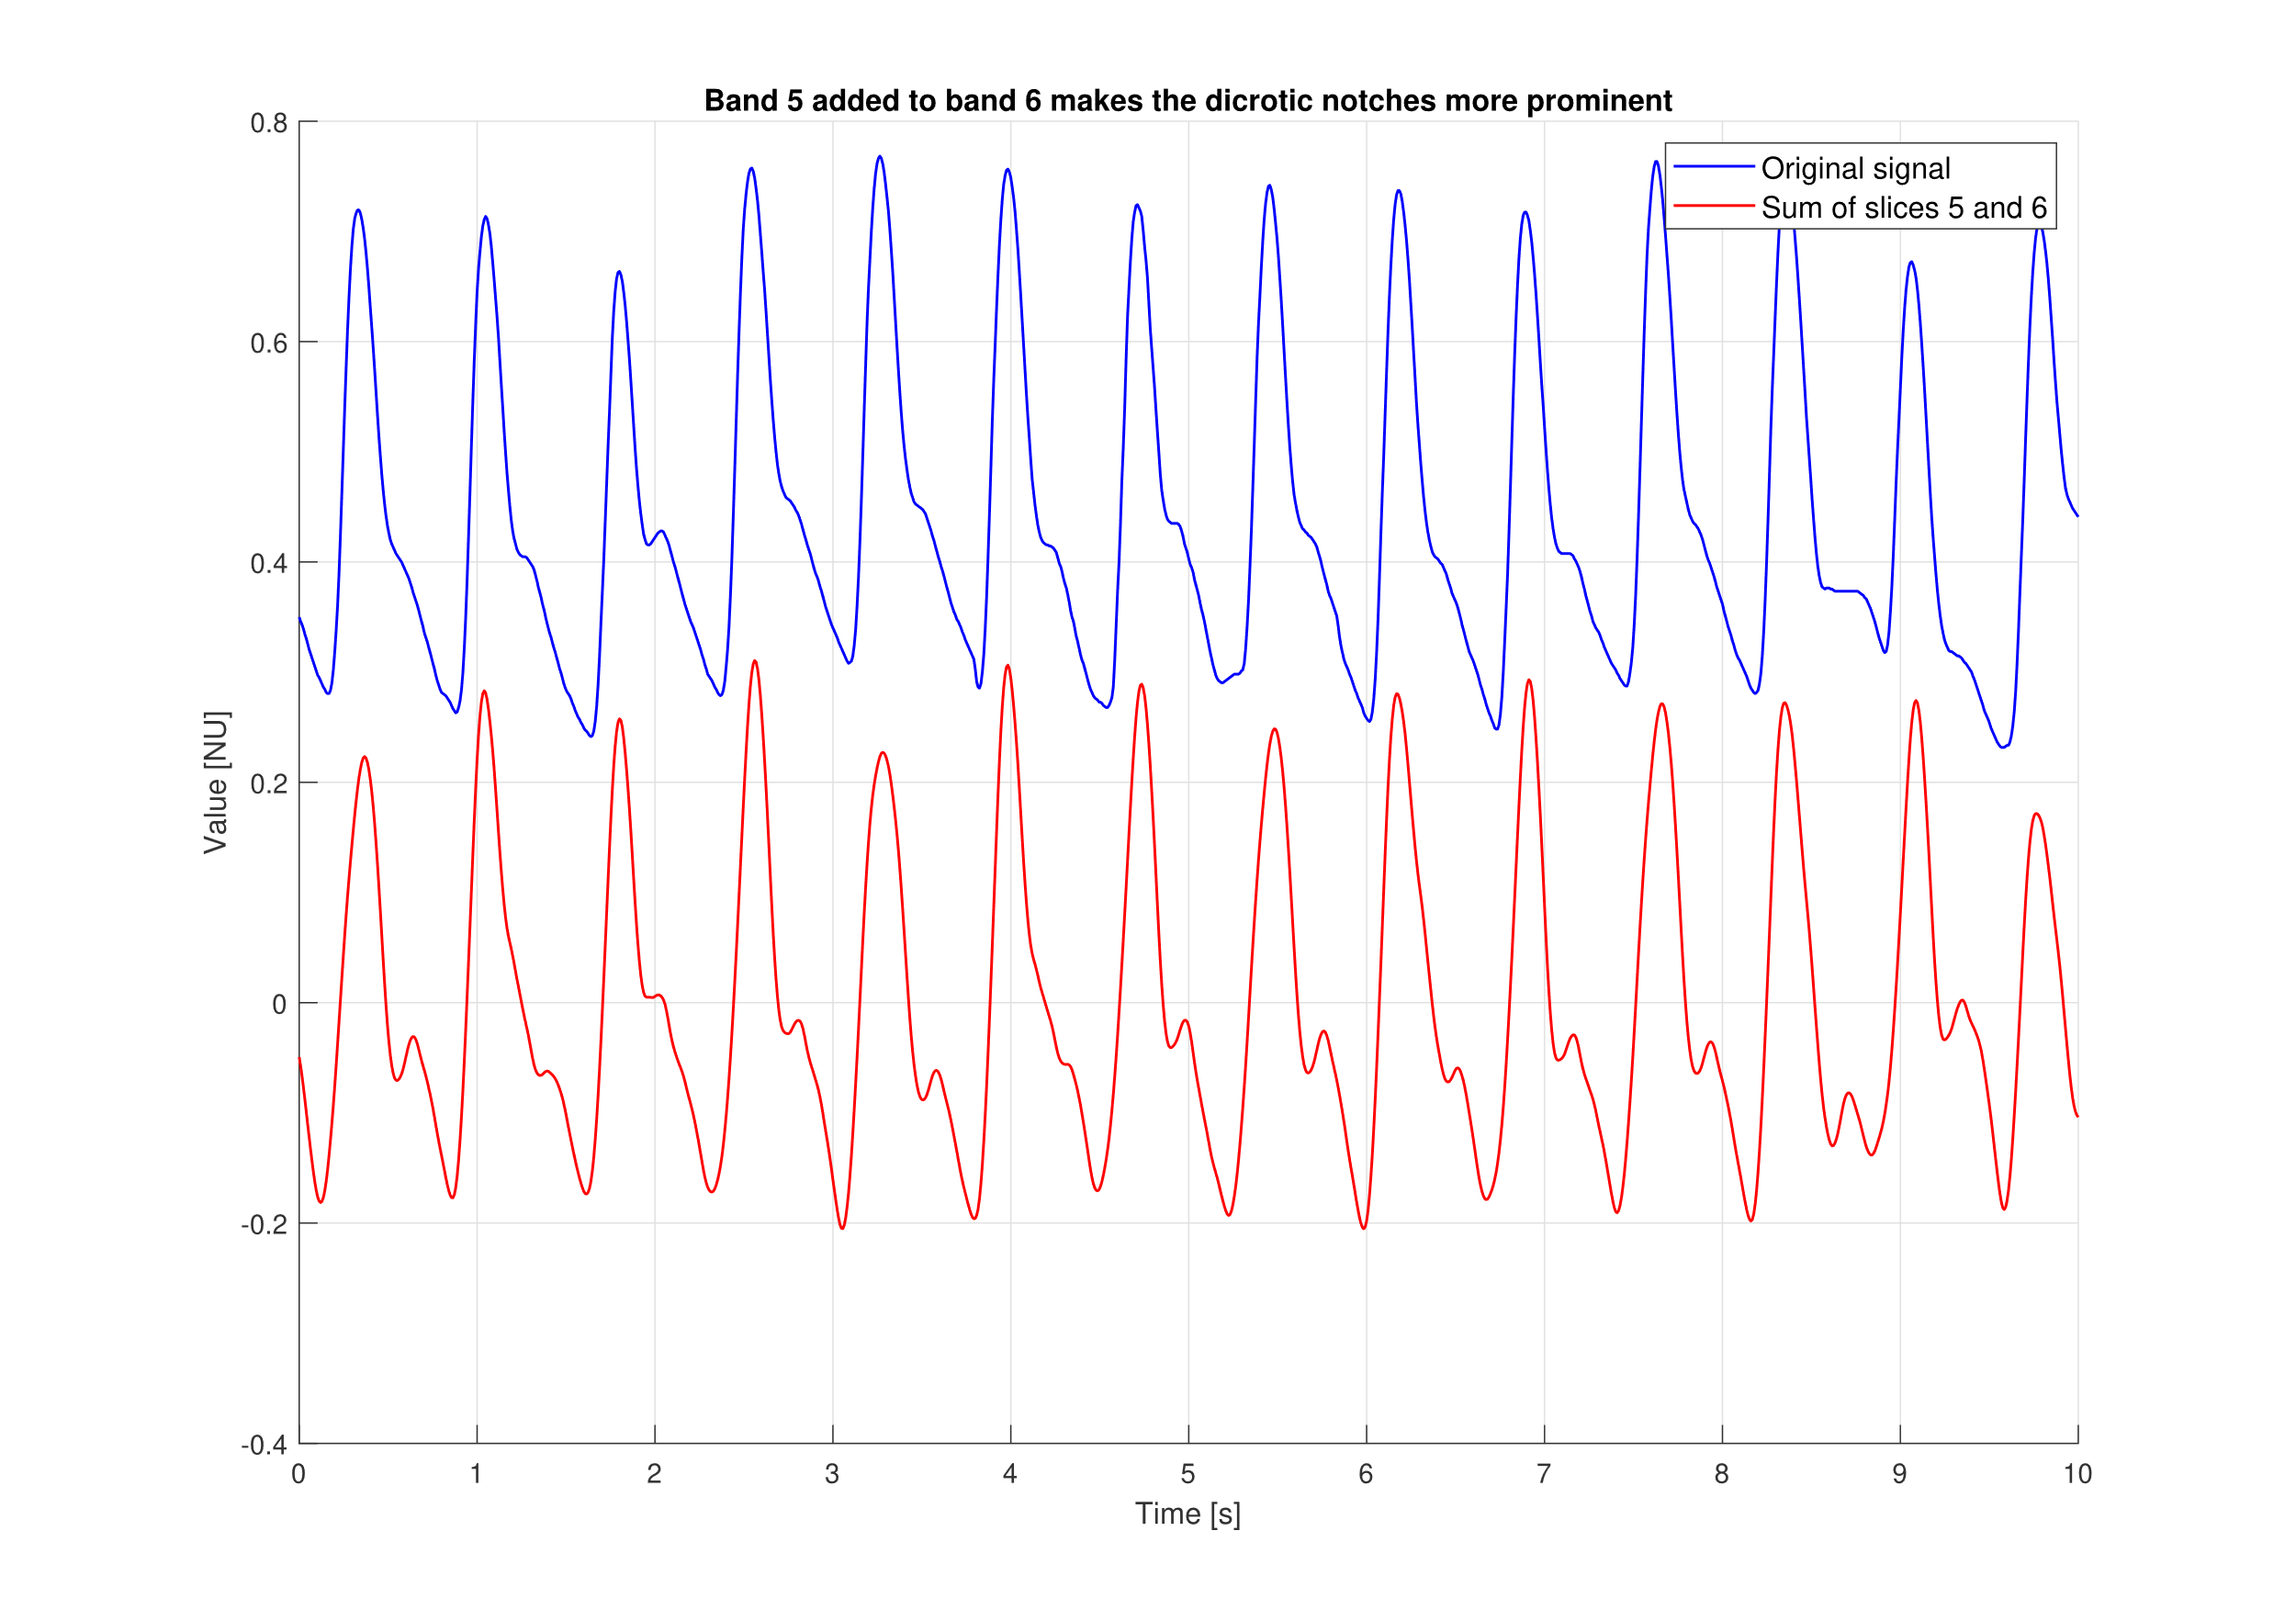 Band 5 added to band 6 makes the dicrotic notches more prominent
Original signal
Sum of slices 5 and 6
0.8
0.6
0.4
0.2
0
-0.2
-0.4
Value [NU]
0 1 2 3 4 5 6 7 8 9 10
Time [s]